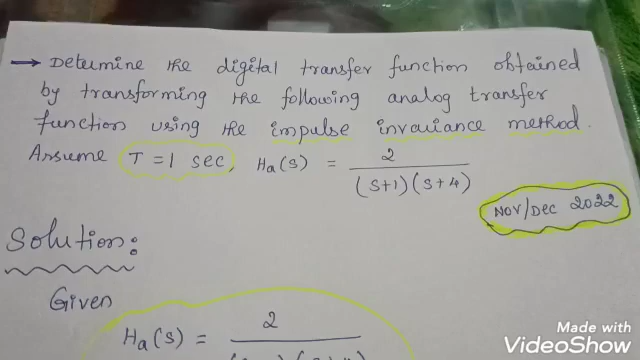 → Determine the digital transfer function obtained
by transforming the following analog transfer
function using the impulse invariance method.
Assume T = 1 sec, Ha(s) = 2 / (s+1)(s+4)
Nov/Dec 2022
Solution:
Given
Ha(s) = 2
Made with
VideoShow